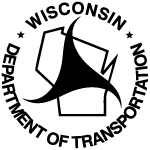 WISCONSIN
DEPARTMENT OF TRANSPORTATION